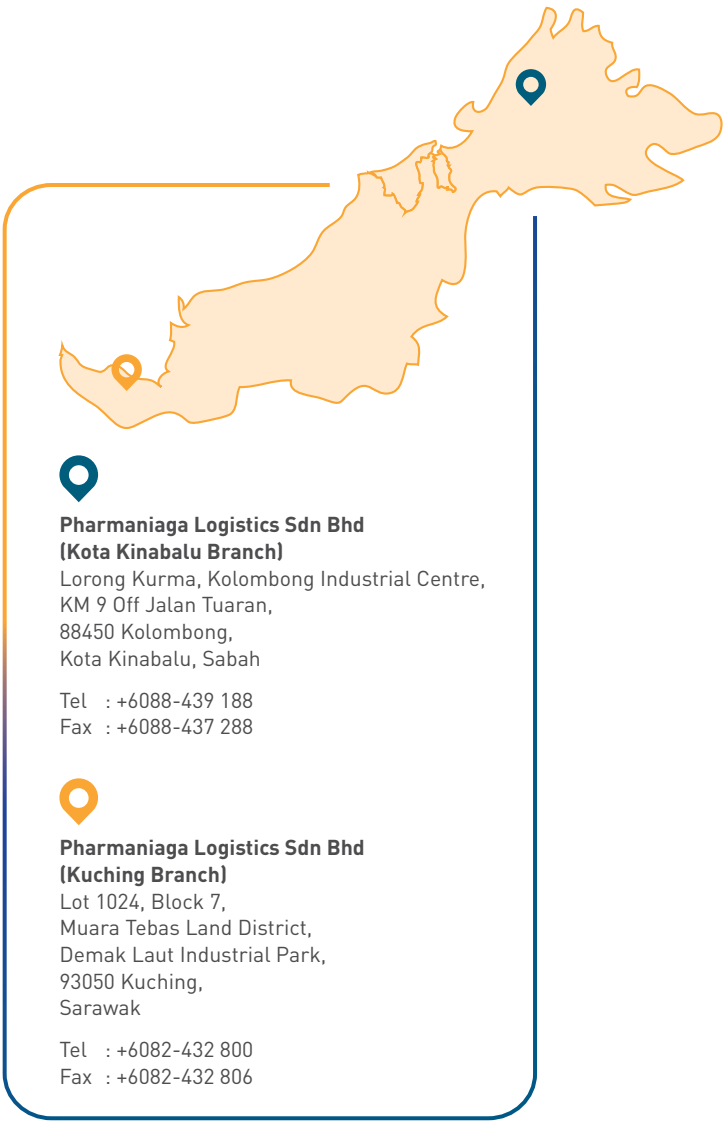 Pharmaniaga Logistics Sdn Bhd
(Kota Kinabalu Branch)
Lorong Kurma, Kolombong Industrial Centre,
KM 9 Off Jalan Tuaran,
88450 Kolombong,
Kota Kinabalu, Sabah
Tel : +6088-439 188
Fax : +6088-437 288
Pharmaniaga Logistics Sdn Bhd
(Kuching Branch)
Lot 1024, Block 7,
Muara Tebas Land District,
Demak Laut Industrial Park,
93050 Kuching,
Sarawak
Tel : +6082-432 800
Fax : +6082-432 806